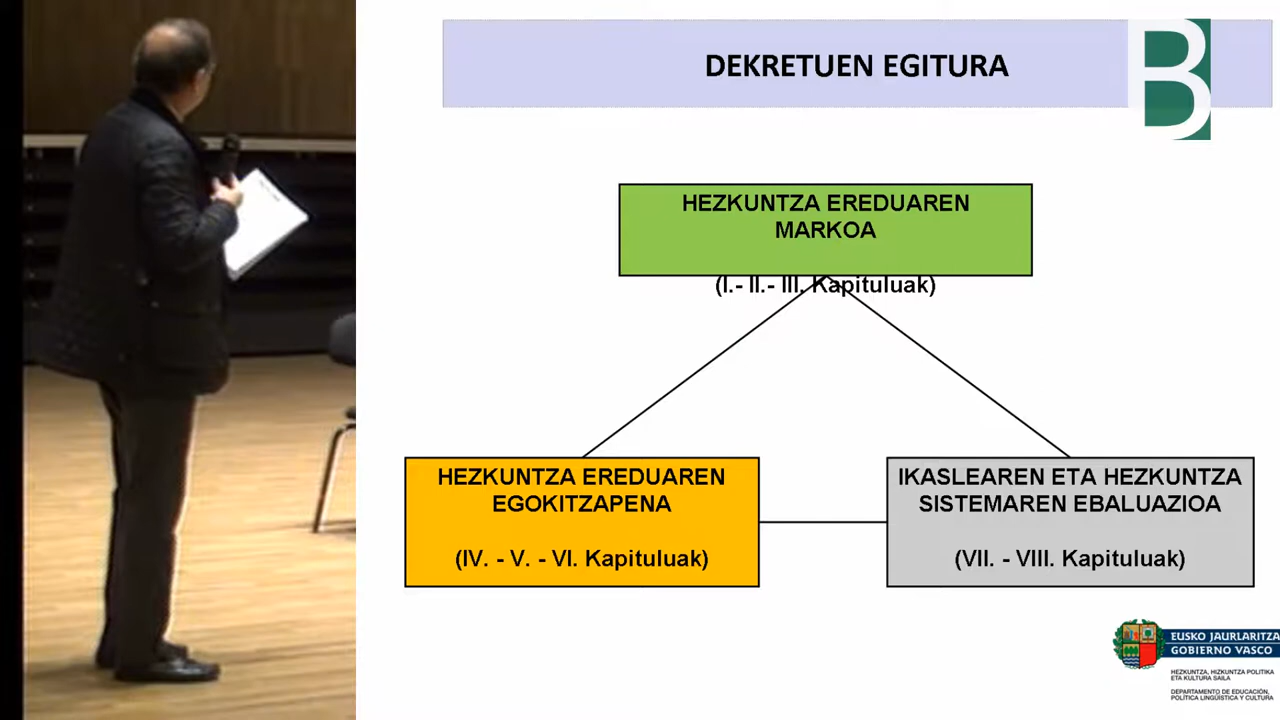 DEKRETUEN EGITURA
B
HEZKUNTZA EREDUAREN
MARKOA
(I.- II.- III. Kapituluak)
HEZKUNTZA EREDUAREN
EGOKITZAPENA
(IV. - V. - VI. Kapituluak)
IKASLEAREN ETA HEZKUNTZA
SISTEMAREN EBALUAZIOA
(VII. - VIII. Kapituluak)
EUSKO JAURLARITZA
GOBIERNO VASCO
HEZKUNTZA, HIZKUNTZA POLITIKA
ETA KULTURA SAILA
DEPARTAMENTO DE EDUCACIÓN,
POLÍTICA LINGÜÍSTICA Y CULTURA